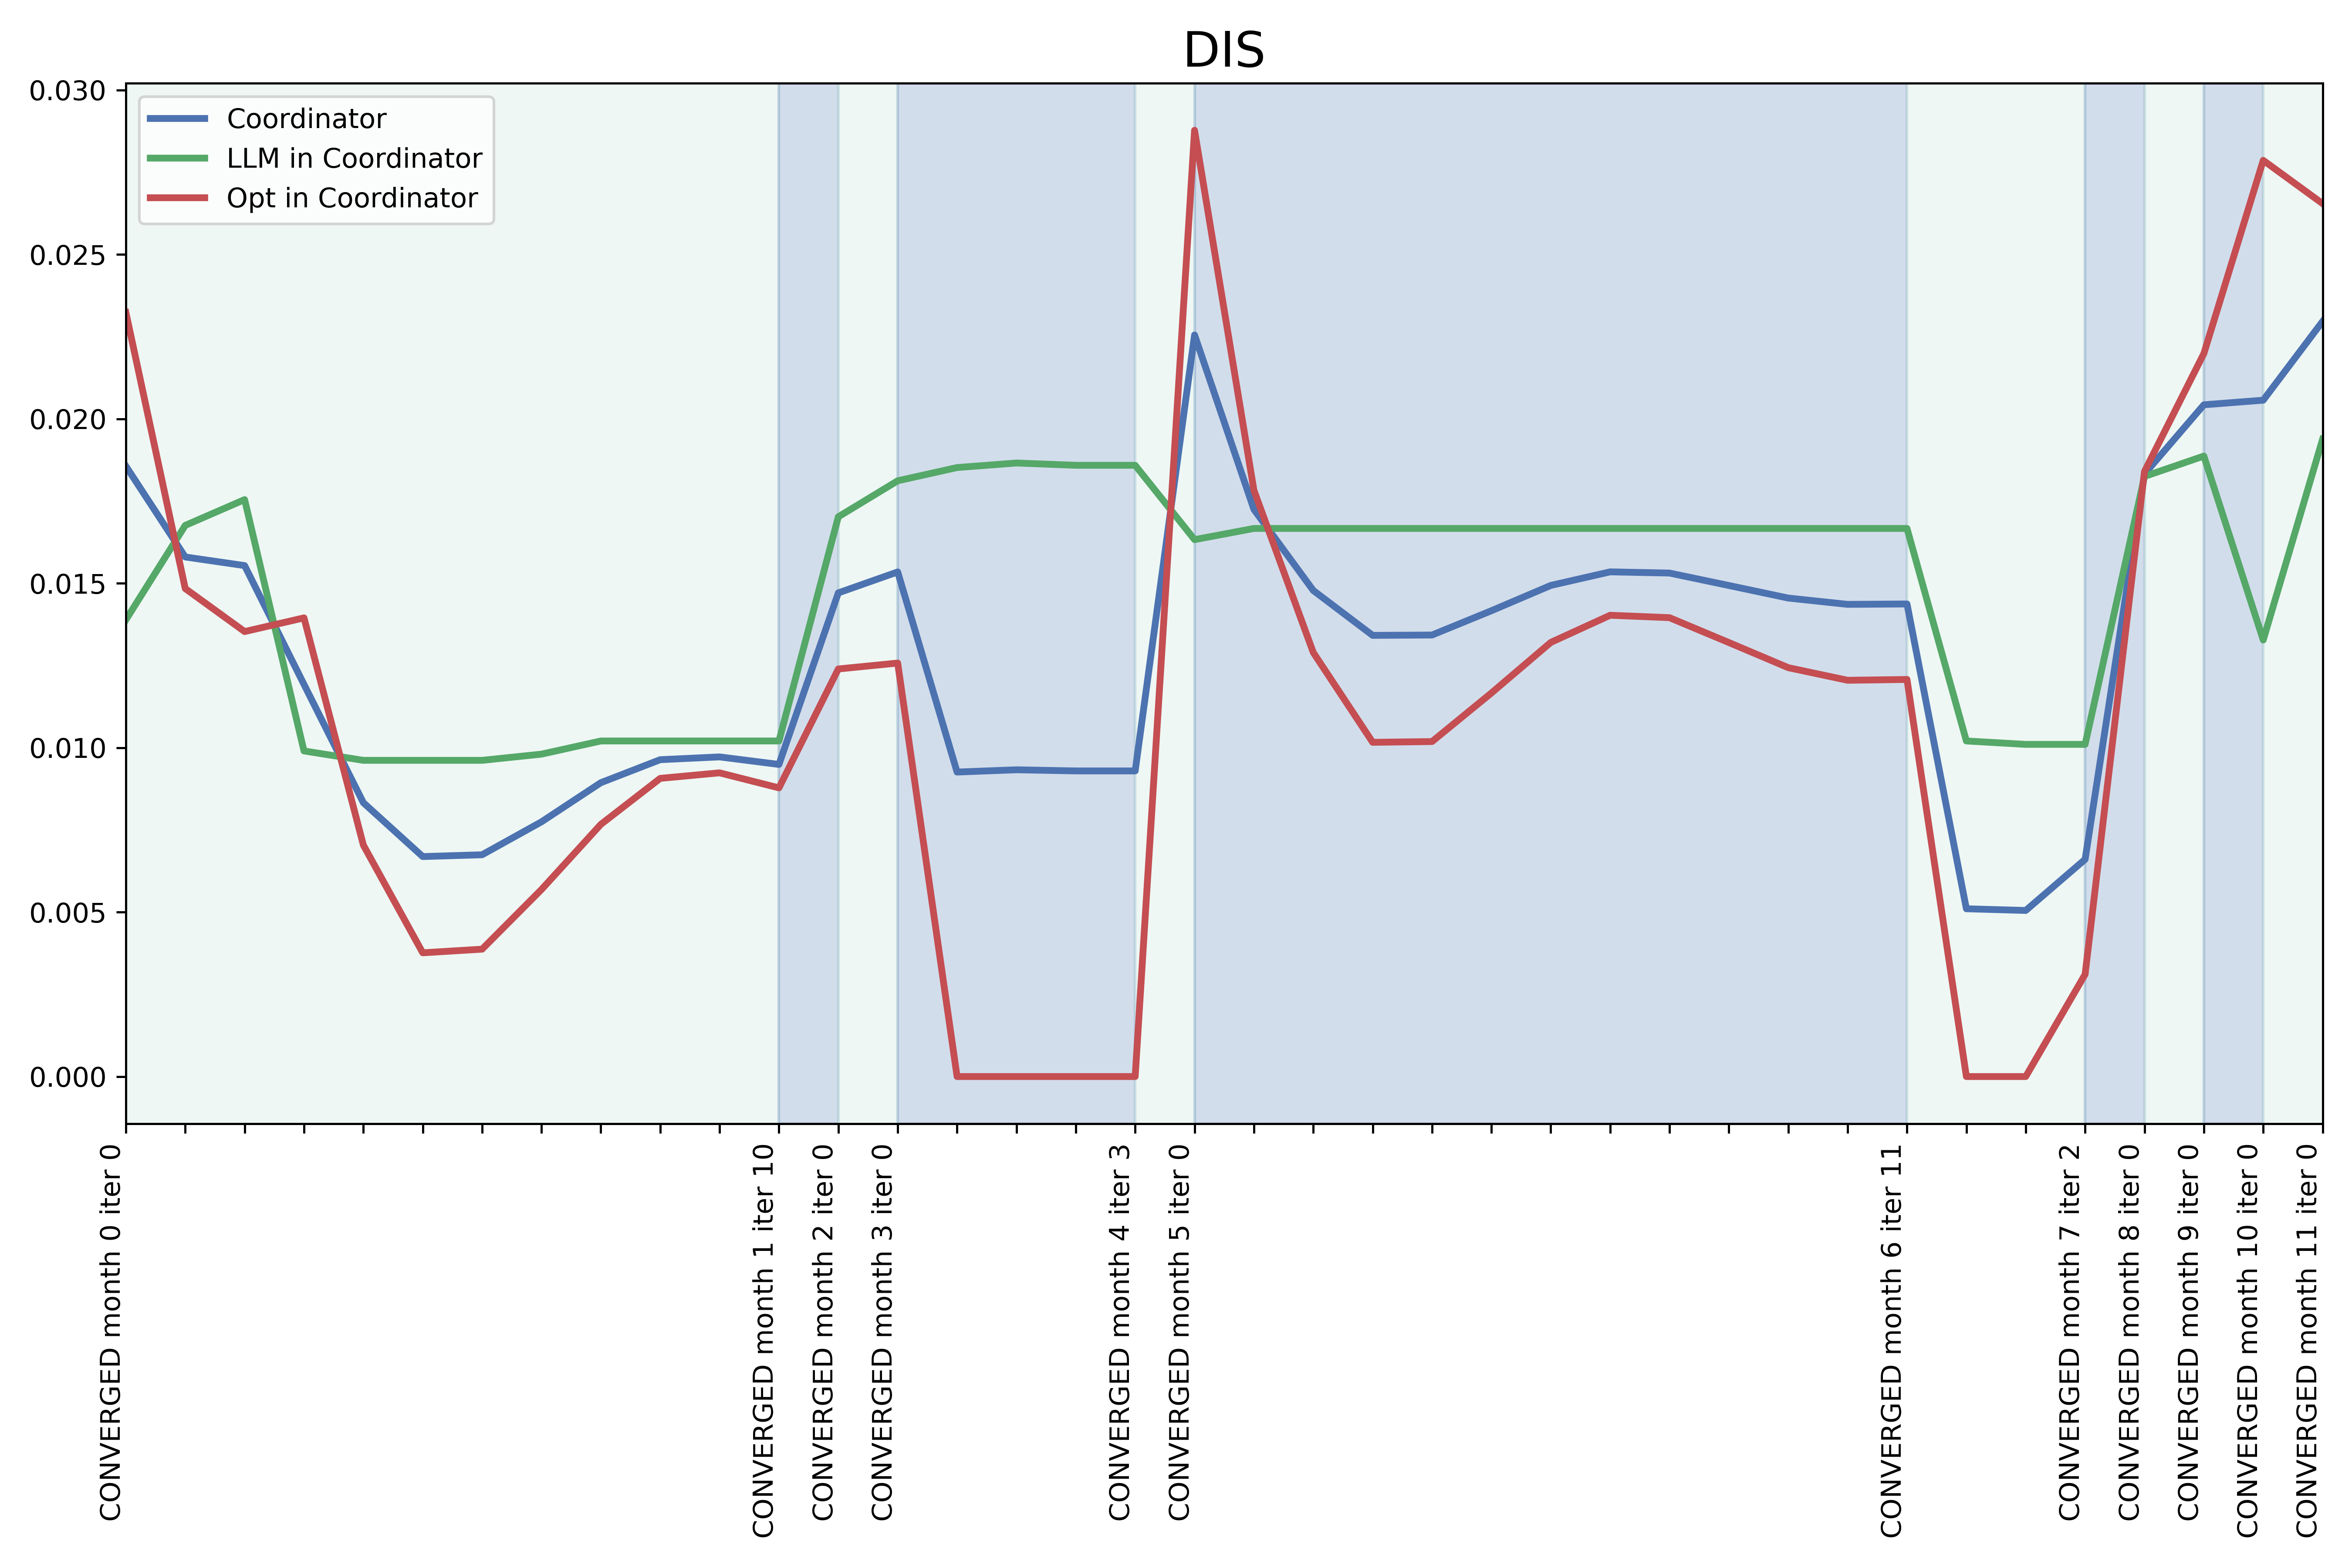 DIS
0.030
0.025
0.020
0.015
0.010
0.005
0.000
Coordinator
LLM in Coordinator
Opt in Coordinator
CONVERGED month 0 iter 0
CONVERGED month 1 iter 10
CONVERGED month 2 iter 0
CONVERGED month 3 iter 0
CONVERGED month 4 iter 3
CONVERGED month 5 iter 0
CONVERGED month 6 iter 11
CONVERGED month 7 iter 2
CONVERGED month 8 iter 0
CONVERGED month 9 iter 0
CONVERGED month 10 iter 0
CONVERGED month 11 iter 0